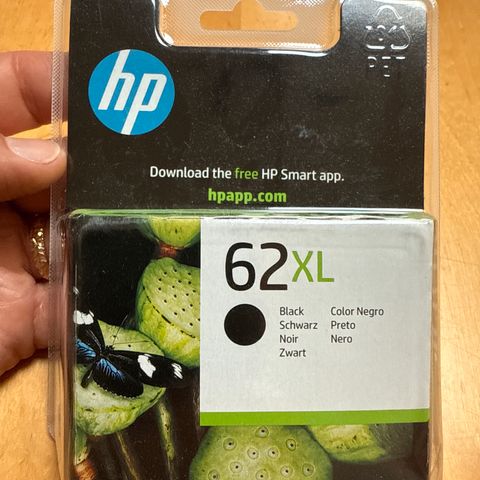 PET
hp
Download the free HP Smart app.
hpapp.com
62XL
Black
Schwarz
Noir
Zwart
Color Negro
Preto
Nero